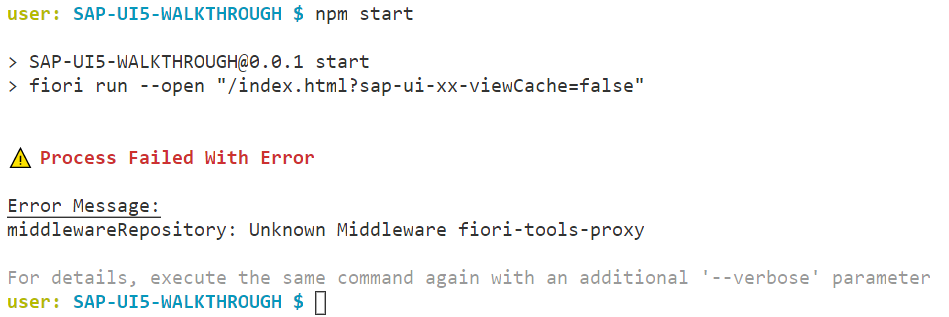 user: SAP-UI5-WALKTHROUGH $ npm start
> SAP-UI5-WALKTHROUGH@0.0.1 start
> fiori run --open "/index.html?sap-ui-xx-viewCache=false"
Process Failed With Error
Error Message:
middlewareRepository: Unknown Middleware fiori-tools-proxy
For details, execute the same command again with an additional '--verbose' parameter
user: SAP-UI5-WALKTHROUGH $